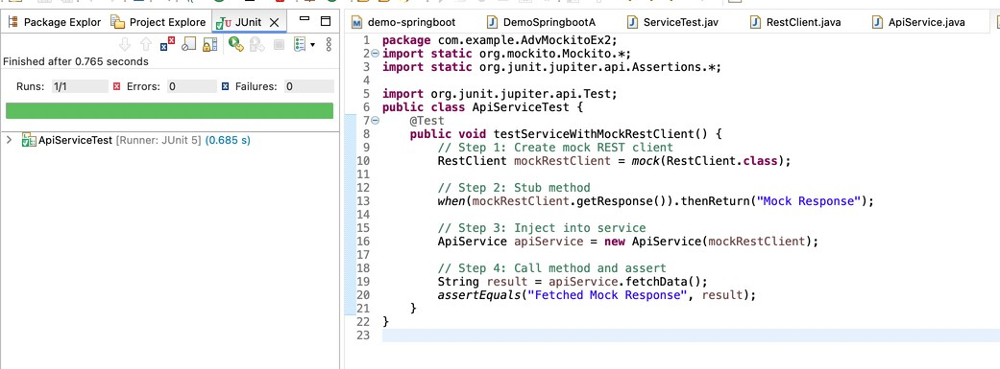 Package Explor Project Explore JUnit
Finished after 0.765 seconds
Runs: 1/1 Errors: 0 Failures: 0
ApiServiceTest [Runner: JUnit 5] (0.685 s)
demo-springboot DemoSpringbootA ServiceTest.jav RestClient.java ApiService.java
1 package com.example.AdvMockitoEx2;
2 import static org.mockito.Mockito.*;
3 import static org.junit.jupiter.api.Assertions.*;
4
5 import org.junit.jupiter.api.Test;
6 public class ApiServiceTest {
7 @Test
8 public void testServiceWithMockRestClient() {
9 // Step 1: Create mock REST client
10 RestClient mockRestClient = mock(RestClient.class);
11
12 // Step 2: Stub method
13 when(mockRestClient.getResponse()).thenReturn("Mock Response");
14
15 // Step 3: Inject into service
16 ApiService apiService = new ApiService(mockRestClient);
17
18 // Step 4: Call method and assert
19 String result = apiService.fetchData();
20 assertEquals("Fetched Mock Response", result);
21 }
22 }
23